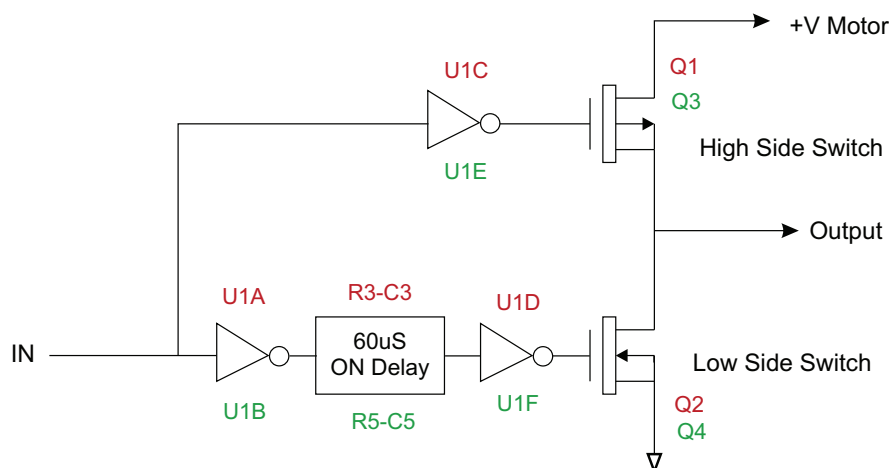 +V Motor
U1C
Q1
Q3
High Side Switch
U1E
Output
U1A
R3-C3
U1D
IN
60uS
ON Delay
Low Side Switch
U1B
R5-C5
U1F
Q2
Q4